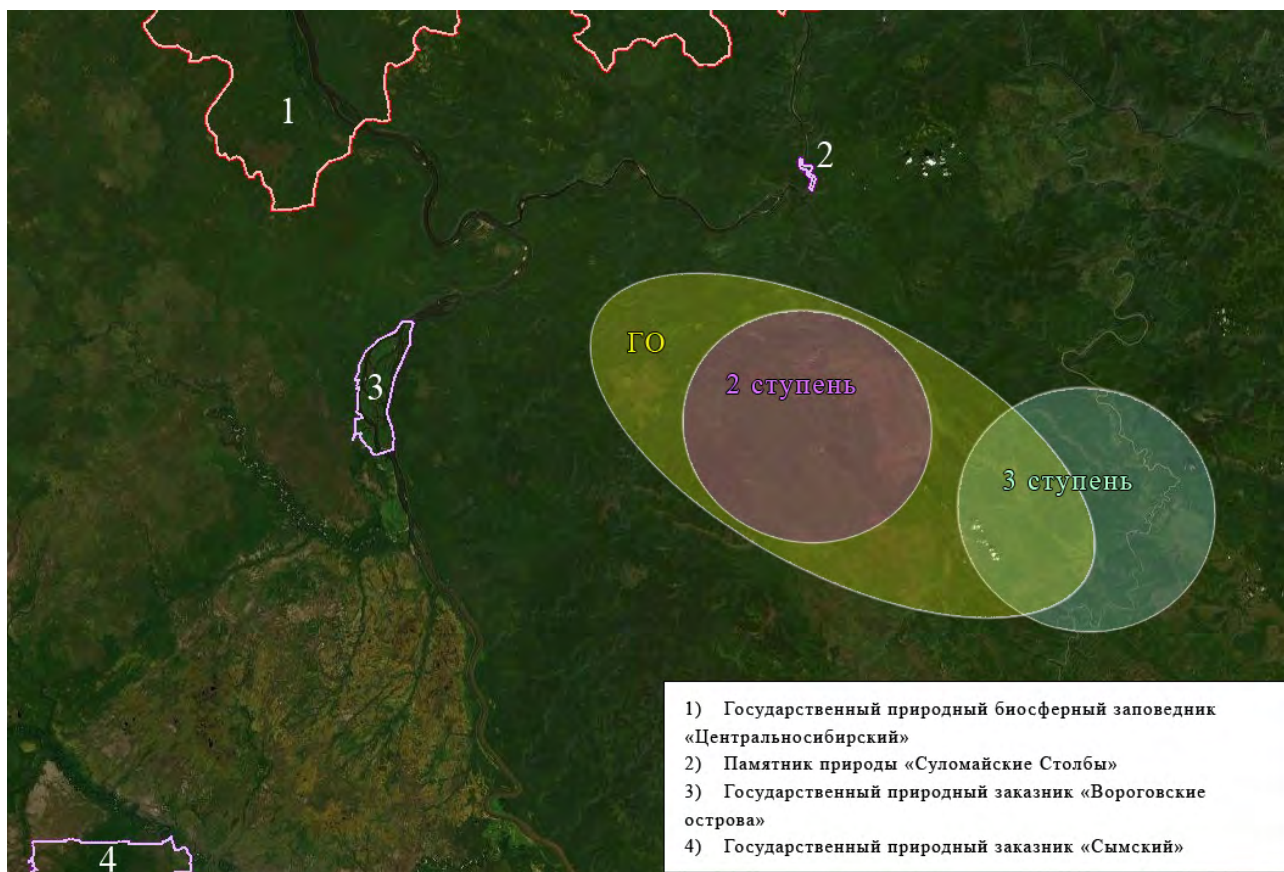 1
2
ГО
2 ступень
3
3 ступень
4
1) Государственный природный биосферный заповедник
«Центральносибирский»
2) Памятник природы «Суломайские Столбы»
3) Государственный природный заказник «Вороговские
острова»
4) Государственный природный заказник «Сымский»